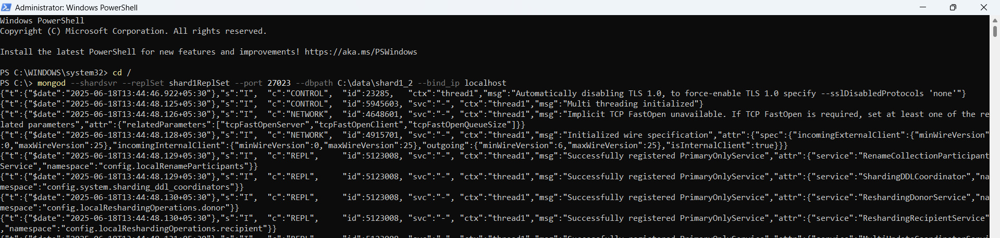 Administrator: Windows PowerShell
Windows PowerShell
Copyright (C) Microsoft Corporation. All rights reserved.
Install the latest PowerShell for new features and improvements! https://aka.ms/PSWindows
PS C:\WINDOWS\system32> cd /
PS C:\> mongod --shardsvr --replSet shard1ReplSet --port 27023 --dbpath C:\data\shard1_2 --bind_ip localhost
{"t":{"$date":"2025-06-18T13:44:46.922+05:30"},"s":"I",  "c":"CONTROL",  "id":23285,   "ctx":"thread1","msg":"Automatically disabling TLS 1.0, to force-enable TLS 1.0 specify --sslDisabledProtocols 'none'"}
{"t":{"$date":"2025-06-18T13:44:48.125+05:30"},"s":"I",  "c":"CONTROL",  "id":5945603, "svc":"-", "ctx":"thread1","msg":"Multi threading initialized"}
{"t":{"$date":"2025-06-18T13:44:48.126+05:30"},"s":"I",  "c":"NETWORK",  "id":4648601, "svc":"-", "ctx":"thread1","msg":"Implicit TCP FastOpen unavailable. If TCP FastOpen is required, set at least one of the re
lated parameters","attr":{"relatedParameters":["tcpFastOpenServer","tcpFastOpenClient","tcpFastOpenQueueSize"]}}
{"t":{"$date":"2025-06-18T13:44:48.128+05:30"},"s":"I",  "c":"NETWORK",  "id":4915701, "svc":"-", "ctx":"thread1","msg":"Initialized wire specification","attr":{"spec":{"incomingExternalClient":{"minWireVersion"
:0,"maxWireVersion":25},"incomingInternalClient":{"minWireVersion":0,"maxWireVersion":25},"outgoing":{"minWireVersion":6,"maxWireVersion":25},"isInternalClient":true}}}
{"t":{"$date":"2025-06-18T13:44:48.129+05:30"},"s":"I",  "c":"REPL",     "id":5123008, "svc":"-", "ctx":"thread1","msg":"Successfully registered PrimaryOnlyService","attr":{"service":"RenameCollectionParticipant
Service","namespace":"config.localRenameParticipants"}}
{"t":{"$date":"2025-06-18T13:44:48.129+05:30"},"s":"I",  "c":"REPL",     "id":5123008, "svc":"-", "ctx":"thread1","msg":"Successfully registered PrimaryOnlyService","attr":{"service":"ShardingDDLCoordinator","na
mespace":"config.system.sharding_ddl_coordinators"}}
{"t":{"$date":"2025-06-18T13:44:48.130+05:30"},"s":"I",  "c":"REPL",     "id":5123008, "svc":"-", "ctx":"thread1","msg":"Successfully registered PrimaryOnlyService","attr":{"service":"ReshardingDonorService","na
mespace":"config.localReshardingOperations.donor"}}
{"t":{"$date":"2025-06-18T13:44:48.130+05:30"},"s":"I",  "c":"REPL",     "id":5123008, "svc":"-", "ctx":"thread1","msg":"Successfully registered PrimaryOnlyService","attr":{"service":"ReshardingRecipientService"
,"namespace":"config.localReshardingOperations.recipient"}}